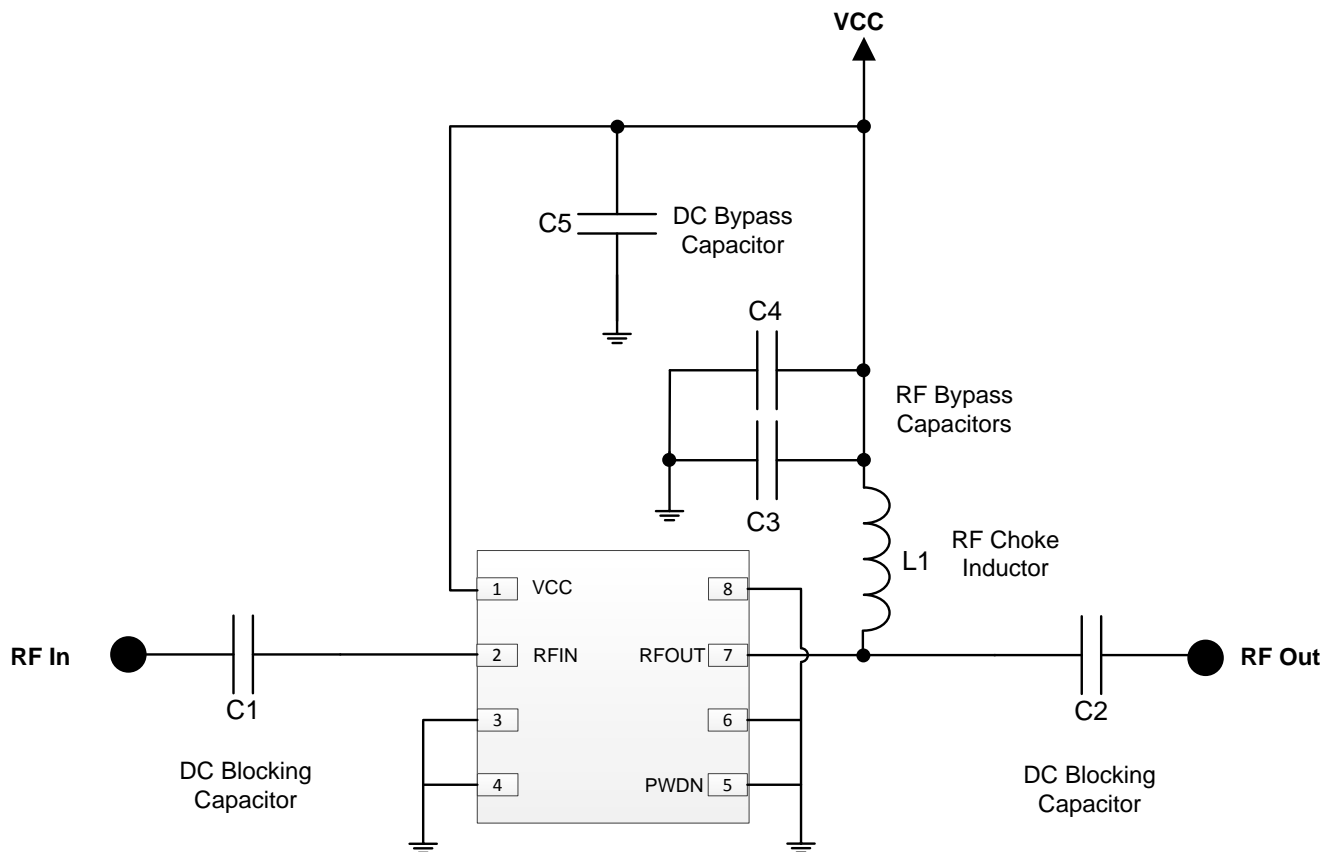 VCC
C5
DC Bypass
Capacitor
C4
RF Bypass
Capacitors
C3
L1
RF Choke
Inductor
1 VCC
8
RF In
2 RFIN
RFOUT 7
RF Out
C1
3
6
C2
DC Blocking
Capacitor
4
PWDN 5
DC Blocking
Capacitor